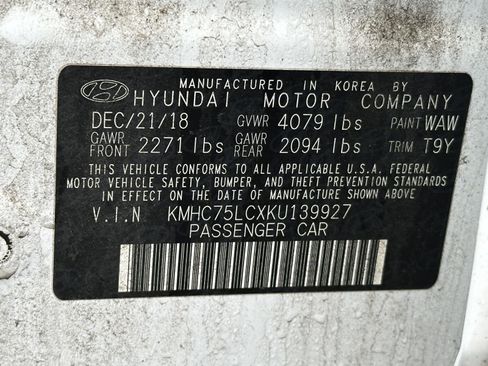 MANUFACTURED IN KOREA BY
HYUNDAI MOTOR COMPANY
DEC/21/18 GVWR 4079 lbs PAINT WAW
GAWR FRONT 2271 lbs GAWR REAR 2094 lbs TRIM T9Y
THIS VEHICLE CONFORMS TO ALL APPLICABLE U.S.A. FEDERAL
MOTOR VEHICLE SAFETY, BUMPER, AND THEFT PREVENTION STANDARDS
IN EFFECT ON THE DATE OF MANUFACTURE SHOWN ABOVE.
V.I.N KMHC75LCXKU139927
PASSENGER CAR